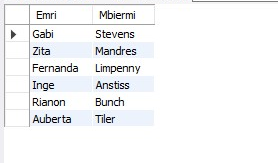 Emri Mbiermi
Gabi Stevens
Zita Mandres
Fernanda Limpenny
Inge Anstiss
Rianon Bunch
Auberta Tiler